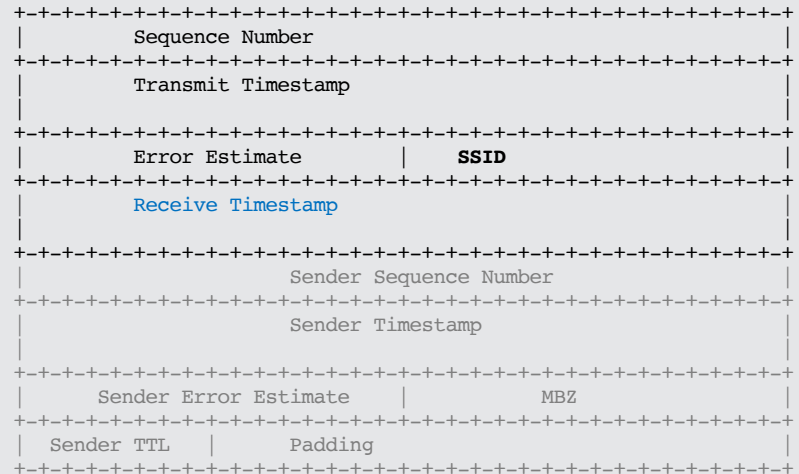 +-+-+-+-+-+-+-+-+-+-+-+-+-+-+-+-+-+-+-+-+-+-+-+-+-+-+-+-+-+-+-+-+
|         Sequence Number                                       |
+-+-+-+-+-+-+-+-+-+-+-+-+-+-+-+-+-+-+-+-+-+-+-+-+-+-+-+-+-+-+-+-+
|         Transmit Timestamp                                    |
|                                                               |
+-+-+-+-+-+-+-+-+-+-+-+-+-+-+-+-+-+-+-+-+-+-+-+-+-+-+-+-+-+-+-+-+
|         Error Estimate        |    SSID                       |
+-+-+-+-+-+-+-+-+-+-+-+-+-+-+-+-+-+-+-+-+-+-+-+-+-+-+-+-+-+-+-+-+
|         Receive Timestamp                                     |
|                                                               |
+-+-+-+-+-+-+-+-+-+-+-+-+-+-+-+-+-+-+-+-+-+-+-+-+-+-+-+-+-+-+-+-+
|                      Sender Sequence Number                   |
+-+-+-+-+-+-+-+-+-+-+-+-+-+-+-+-+-+-+-+-+-+-+-+-+-+-+-+-+-+-+-+-+
|                      Sender Timestamp                         |
|                                                               |
+-+-+-+-+-+-+-+-+-+-+-+-+-+-+-+-+-+-+-+-+-+-+-+-+-+-+-+-+-+-+-+-+
|      Sender Error Estimate    |           MBZ                 |
+-+-+-+-+-+-+-+-+-+-+-+-+-+-+-+-+-+-+-+-+-+-+-+-+-+-+-+-+-+-+-+-+
|  Sender TTL   |      Padding                                  |
+-+-+-+-+-+-+-+-+-+-+-+-+-+-+-+-+-+-+-+-+-+-+-+-+-+-+-+-+-+-+-+-+